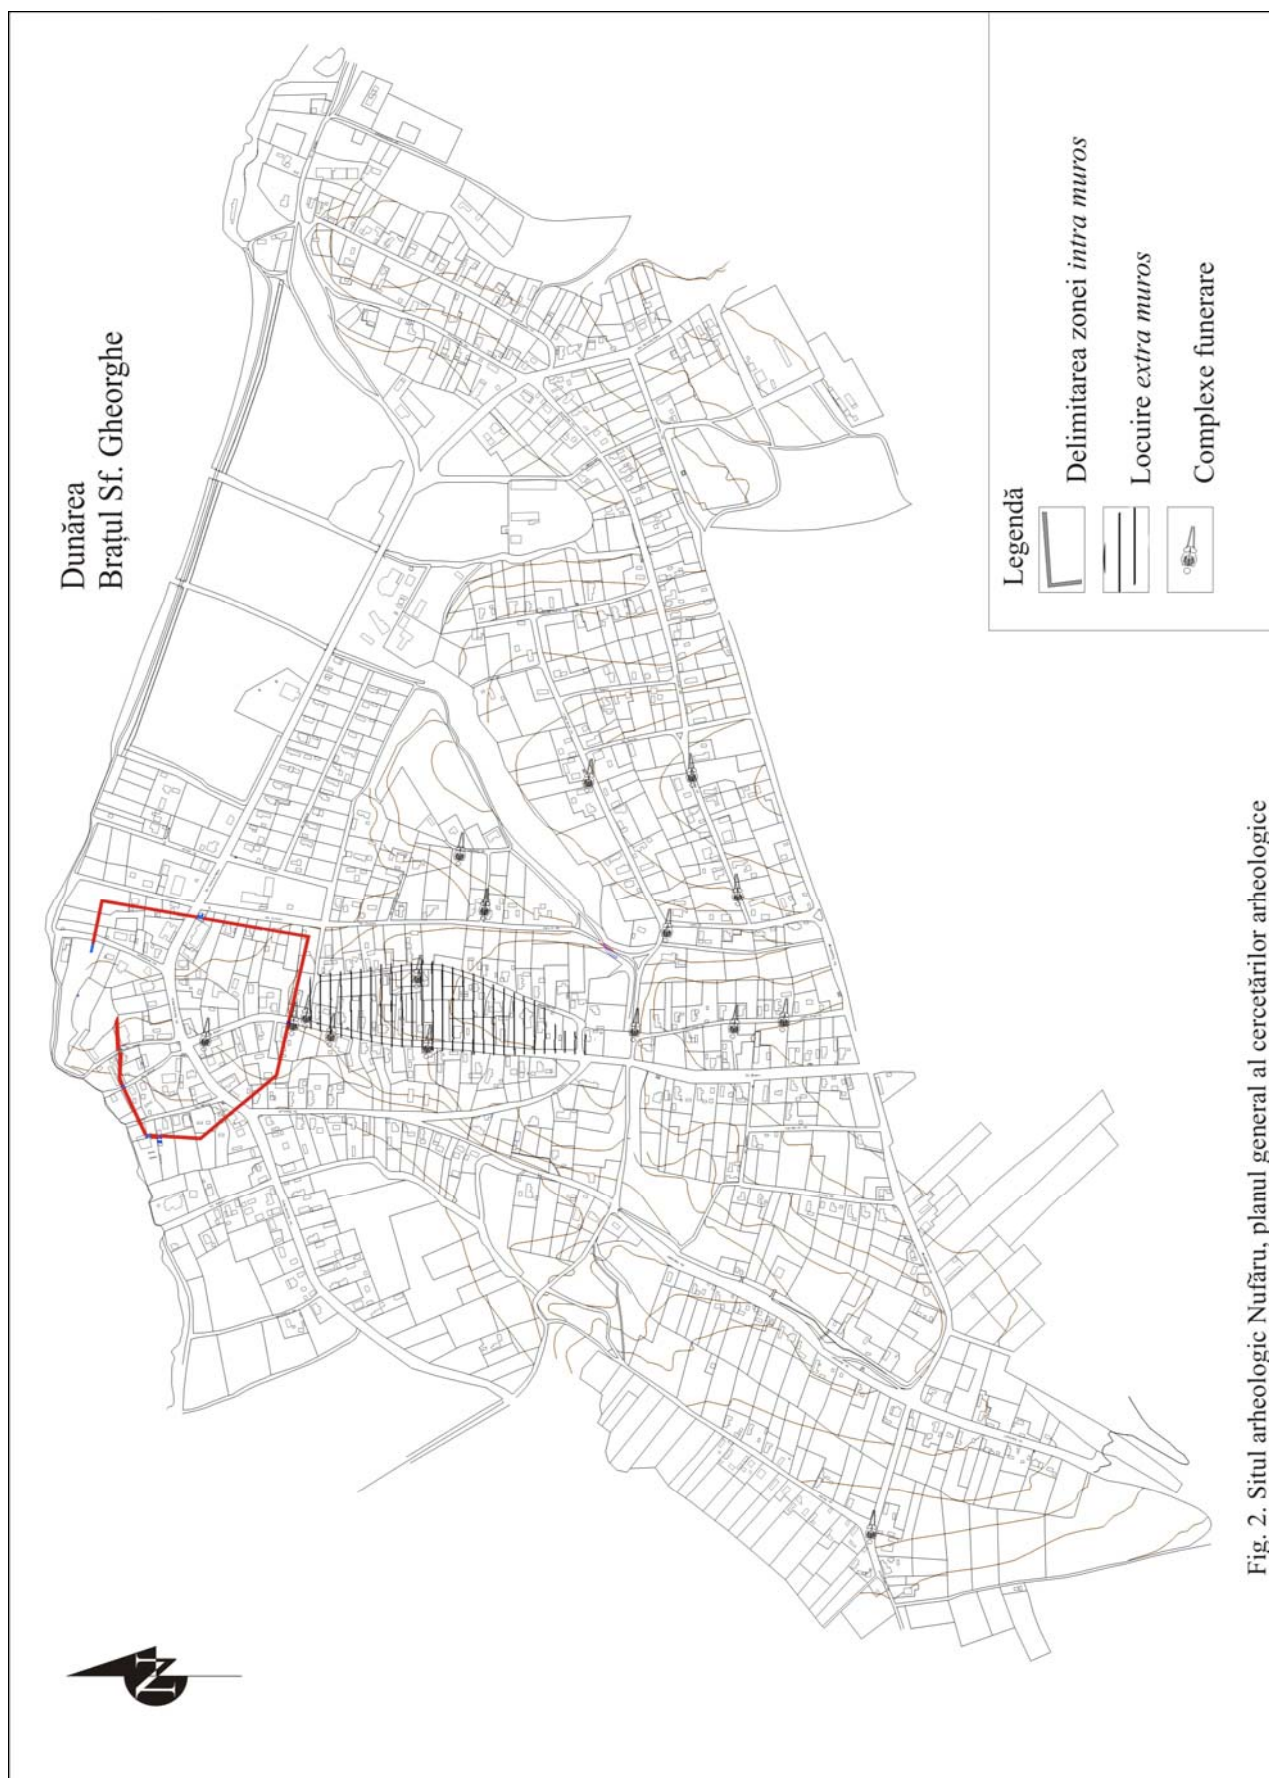 Dunărea
Brațul Sf. Gheorghe
N
Legendă
Delimitarea zonei intra muros
Locuire extra muros
Complexe funerare
Fig. 2. Situl arheologic Nufăru, planul general al cercetărilor arheologice